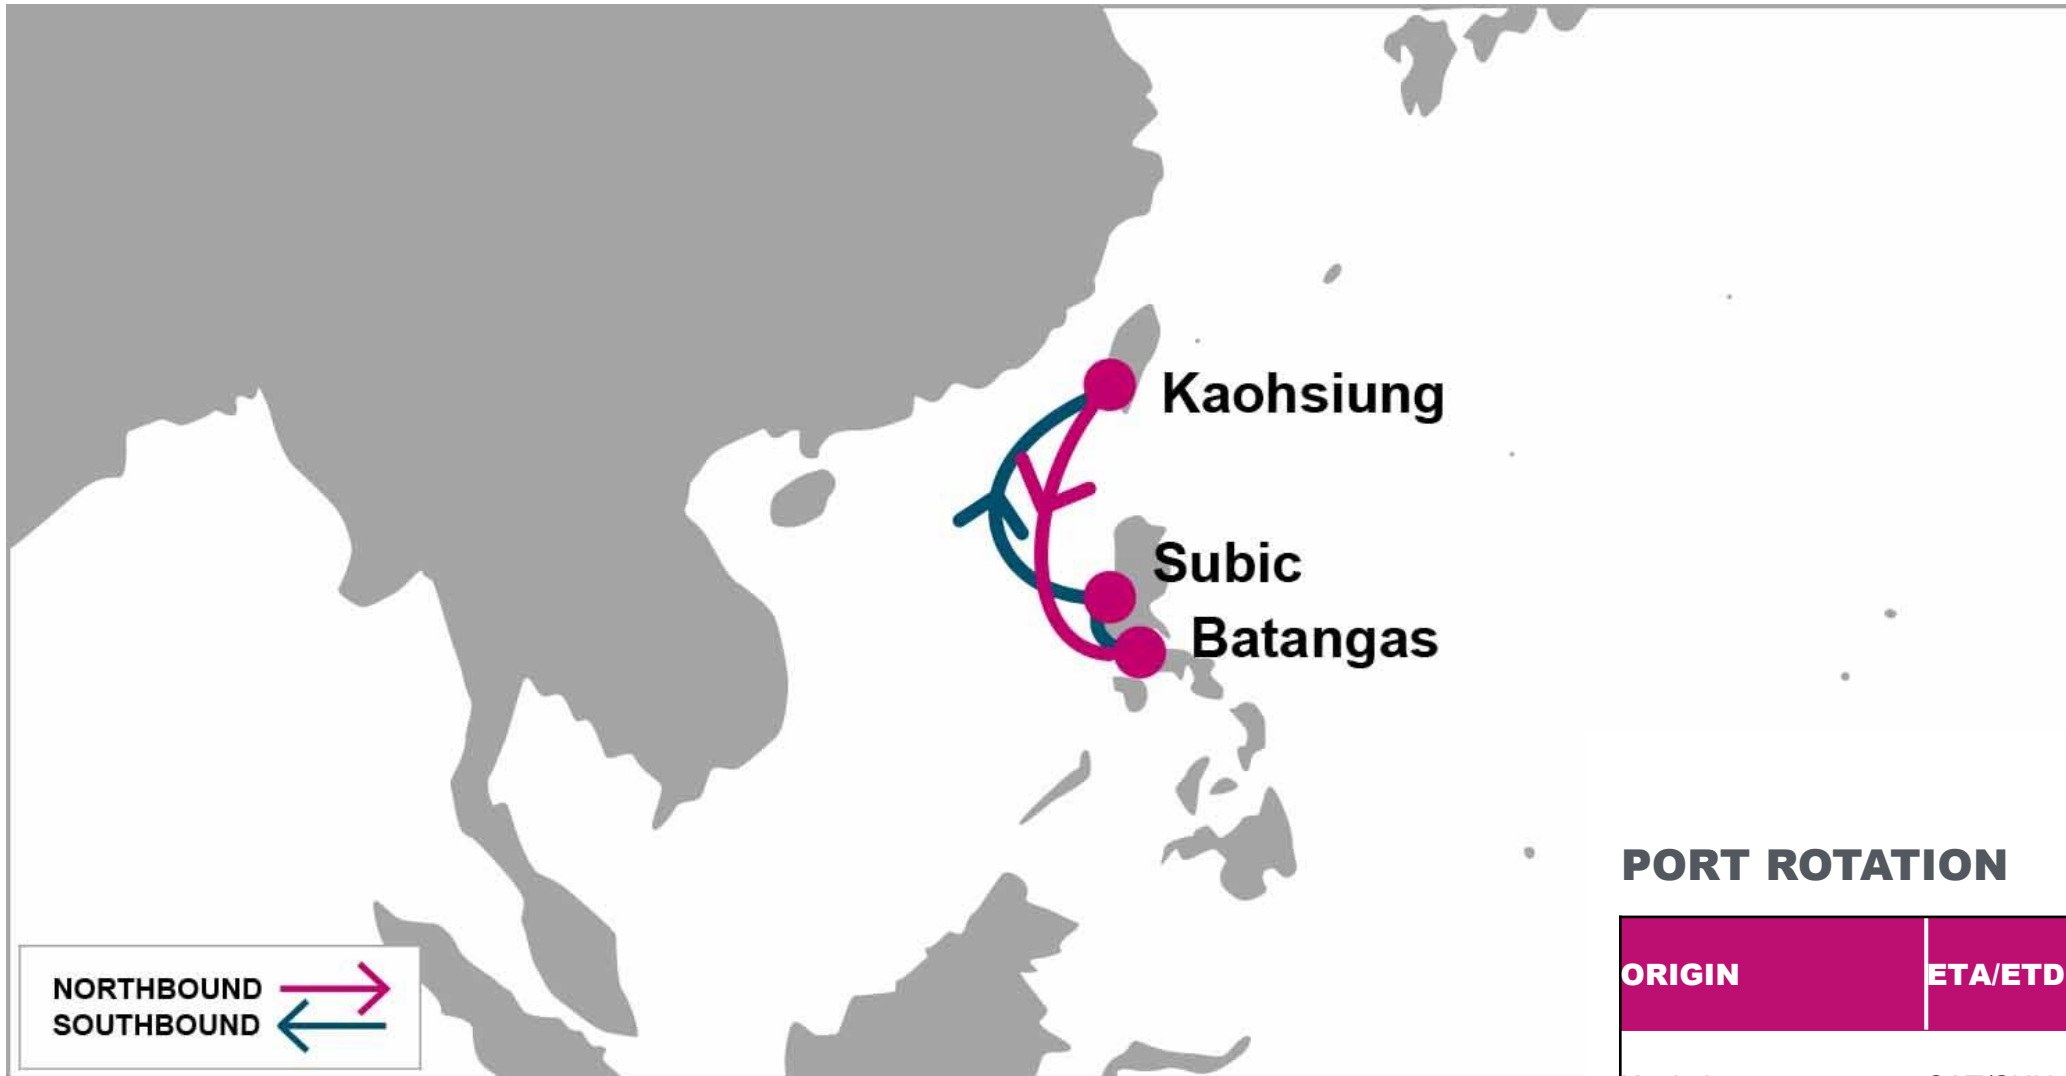 Kaohsiung
Subic
Batangas
PORT ROTATION
ORIGIN ETA/ETD
NORTHBOUND
SOUTHBOUND